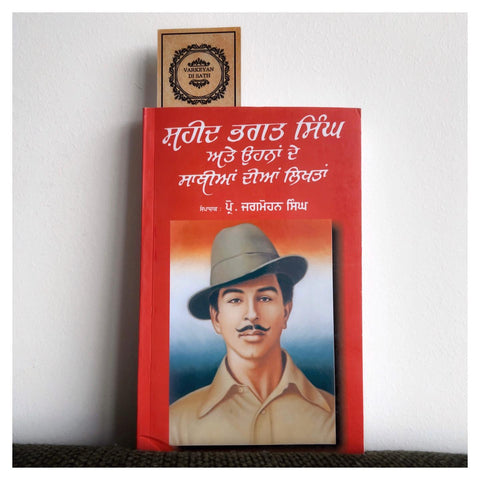 VARKEYAN
DI SATH
ਸ਼ਹੀਦ ਭਗਤ ਸਿੰਘ
ਅਤੇ ਉਹਨਾਂ ਦੇ
ਸਾਥੀਆਂ ਦੀਆਂ ਲਿਖਤਾਂ
ਸੰਪਾਦਕ : ਪ੍ਰੋ. ਜਗਮੋਹਨ ਸਿੰਘ